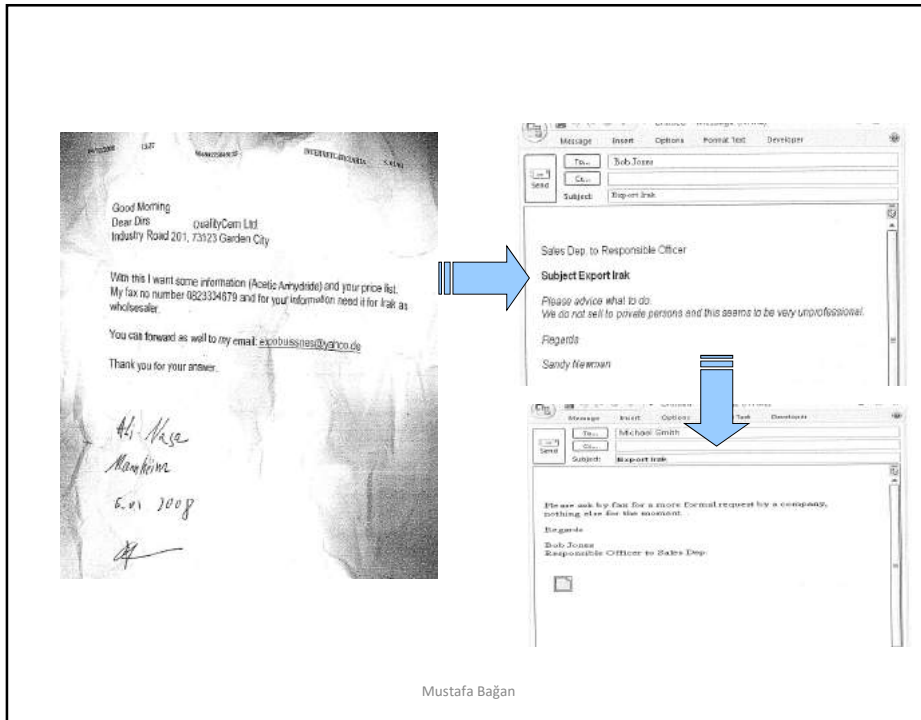 Good Morning
Dear Dirs QualityCem Ltd.
Industry Road 201, 73123 Garden City
With this I want some information (Acetic Anhydride) and your price list.
My fax no number 0823334679 and for your information need it for Irak as
wholsesaler.
You can forward as well to my email: expobussnes@yahoo.de
Thank you for your answer.
Mannheim
2008
Message Insert Options Format Text Developer
To... Bob Jones
Cc...
Send
Subject: Export Irak
Sales Dep. to Responsible Officer
Subject Export Irak
Please advice what to do.
We do not sell to private persons and this seems to be very unprofessional.
Regards
Sandy Newman
Message Insert Options Text Developer
To... Michael Smith
Cc...
Send
Subject: Export Irak
Please ask by fax for a more formal request by a company,
nothing else for the moment.
Regards
Bob Jones
Responsible Officer to Sales Dep.
Mustafa Bağan